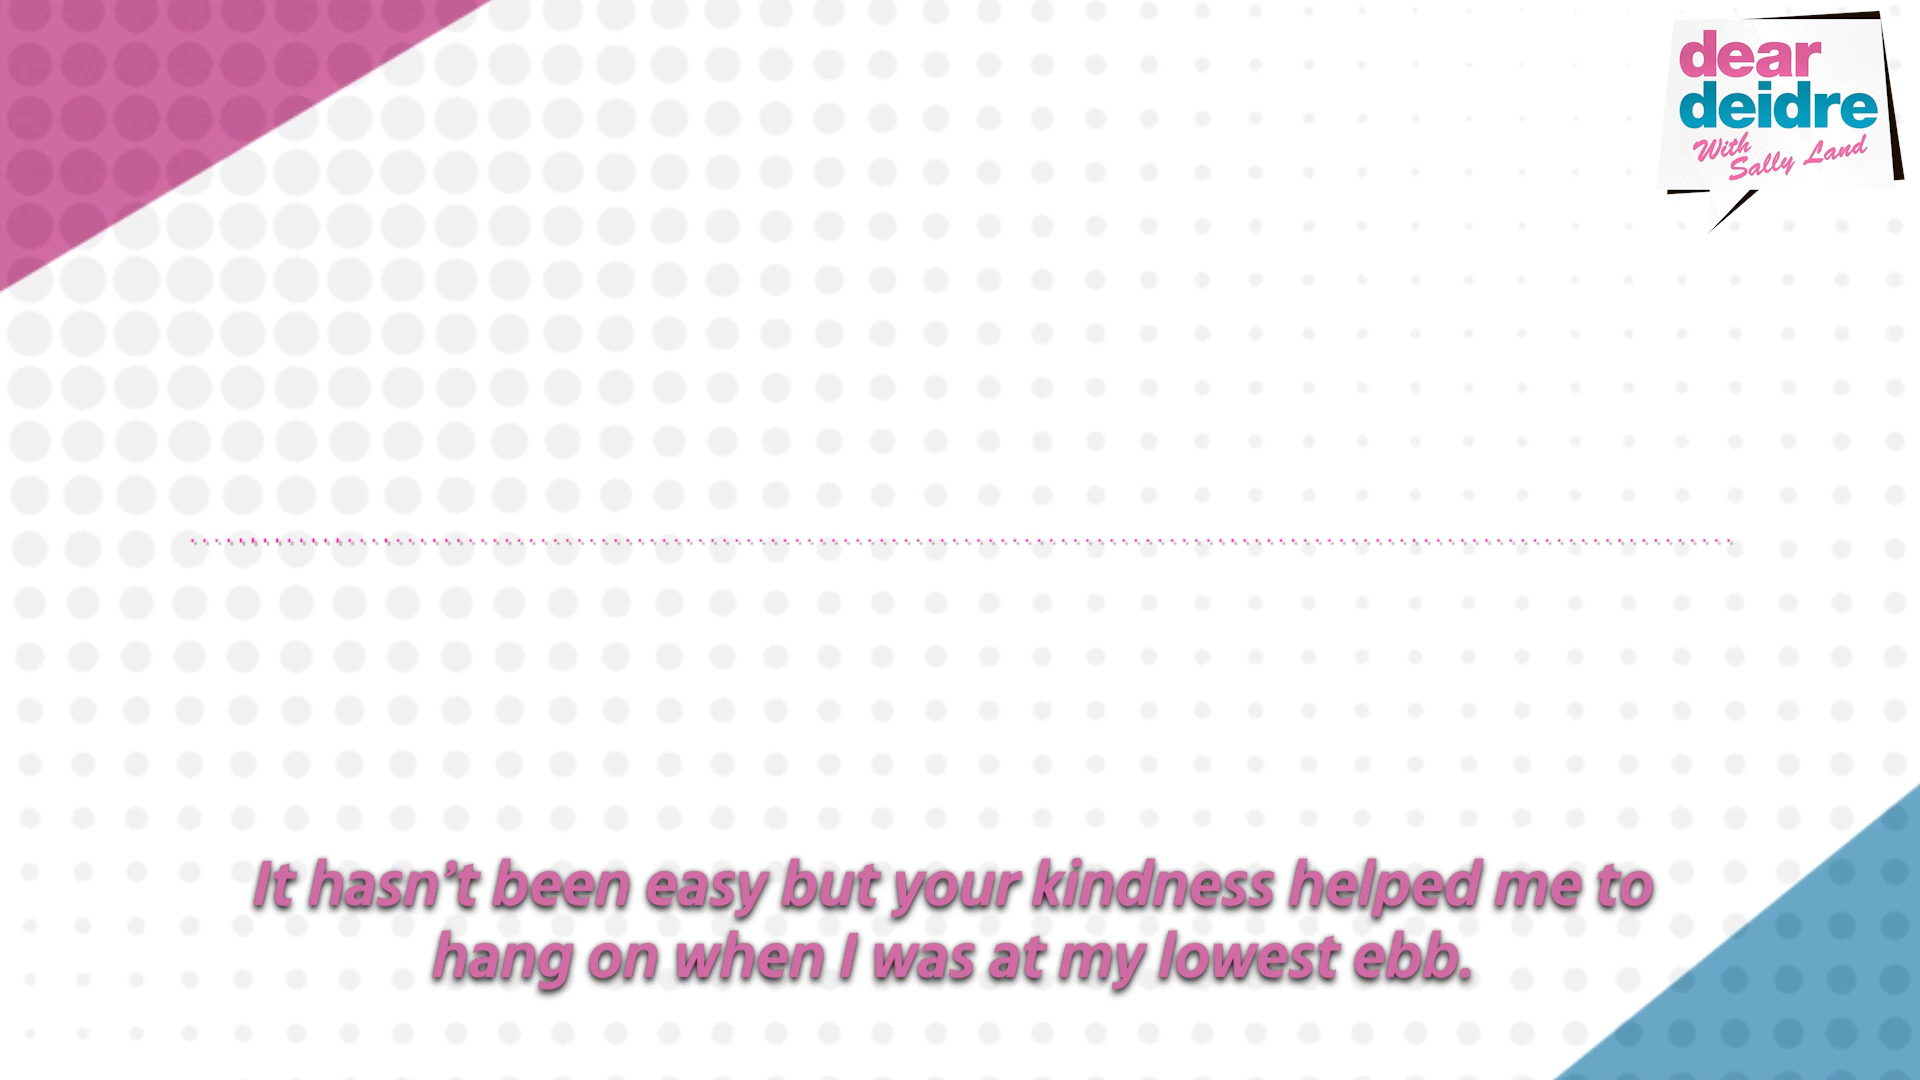 dear
deidre
With
Sally Land
It hasn’t been easy but your kindness helped me to
hang on when I was at my lowest ebb.